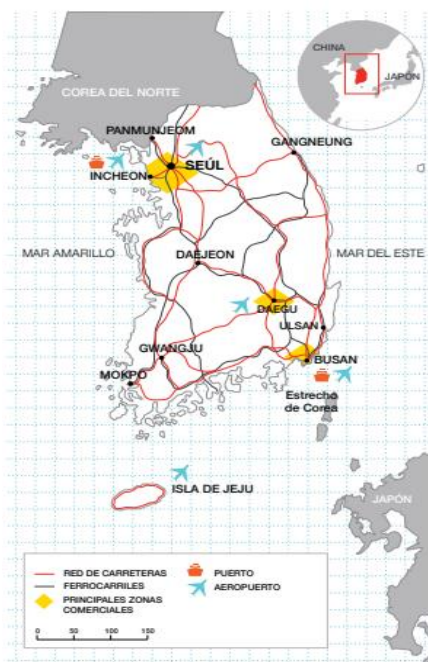 CHINA
JAPÓN
COREA DEL NORTE
PANMUNJEOM
GANGNEUNG
SEÚL
INCHEON
MAR AMARILLO
DAEJEON
MAR DEL ESTE
DAEGU
ULSAN
GWANGJU
BUSAN
MOKPO
Estrecho
de Corea
ISLA DE JEJU
JAPÓN
RED DE CARRETERAS
PUERTO
FERROCARRILES
AEROPUERTO
PRINCIPALES ZONAS
COMERCIALES
0 50 100 150